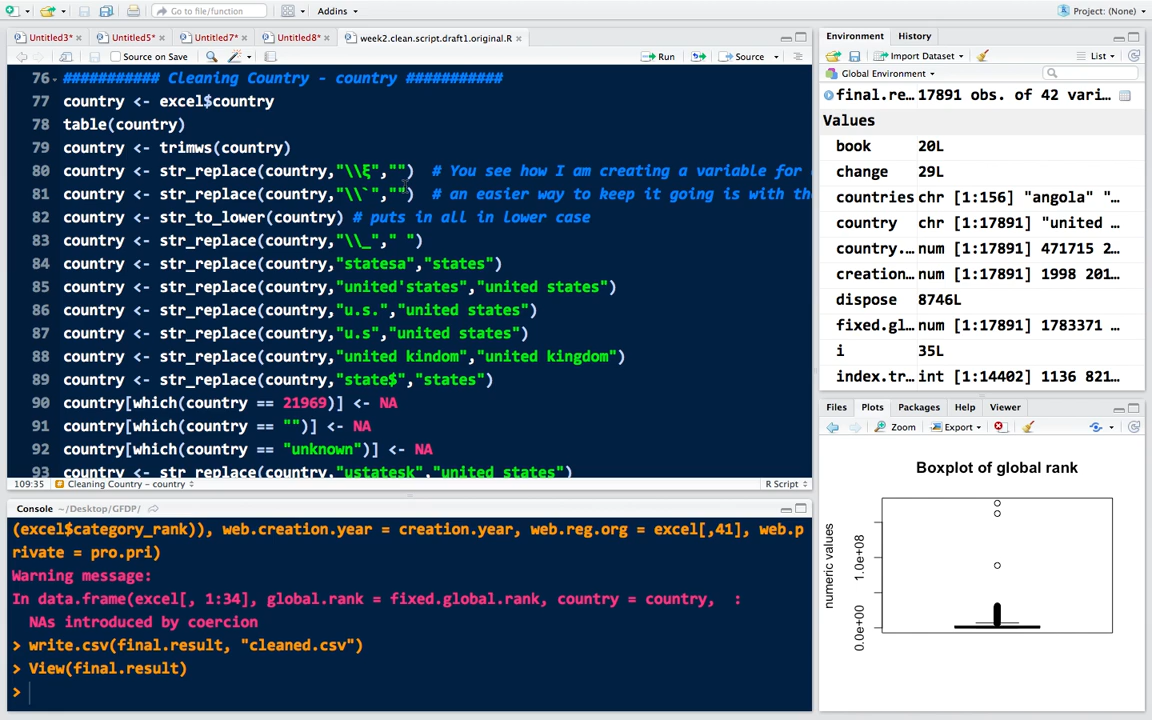 Go to file/function
Addins
Project: (None)
Untitled3*
Untitled5*
Untitled7*
Untitled8*
week2.clean.script.draft1.original.R
Source on Save
Run
Source
76 ########### Cleaning Country - country ###########
77 country <- excel$country
78 table(country)
79 country <- trimws(country)
80 country <- str_replace(country,"\\ξ","") # You see how I am creating a variable for
81 country <- str_replace(country,"\\`","") # an easier way to keep it going is with the
82 country <- str_to_lower(country) # puts in all in lower case
83 country <- str_replace(country,"\\_"," ")
84 country <- str_replace(country,"statesa","states")
85 country <- str_replace(country,"united'states","united states")
86 country <- str_replace(country,"u.s.","united states")
87 country <- str_replace(country,"u.s","united states")
88 country <- str_replace(country,"united kindom","united kingdom")
89 country <- str_replace(country,"state$","states")
90 country[which(country == 21969)] <- NA
91 country[which(country == "")] <- NA
92 country[which(country == "unknown")] <- NA
93 country <- str_replace(country,"ustatesk","united states")
109:35 Cleaning Country - country R Script
Console ~/Desktop/GFDP/
(excel$category_rank)), web.creation.year = creation.year, web.reg.org = excel[,41], web.p
rivate = pro.pri)
Warning message:
In data.frame(excel[, 1:34], global.rank = fixed.global.rank, country = country, :
NAs introduced by coercion
> write.csv(final.result, "cleaned.csv")
> View(final.result)
>
Environment History
Import Dataset List
Global Environment
final.re… 17891 obs. of 42 vari…
Values
book 20L
change 29L
countries chr [1:156] "angola" "…
country chr [1:17891] "united …
country.… num [1:17891] 471715 2…
creation… num [1:17891] 1998 201…
dispose 8746L
fixed.gl… num [1:17891] 1783371 …
i 35L
index.tr… int [1:14402] 1136 821…
Files Plots Packages Help Viewer
Zoom Export
Boxplot of global rank
numeric values
1.0e+08
0.0e+00